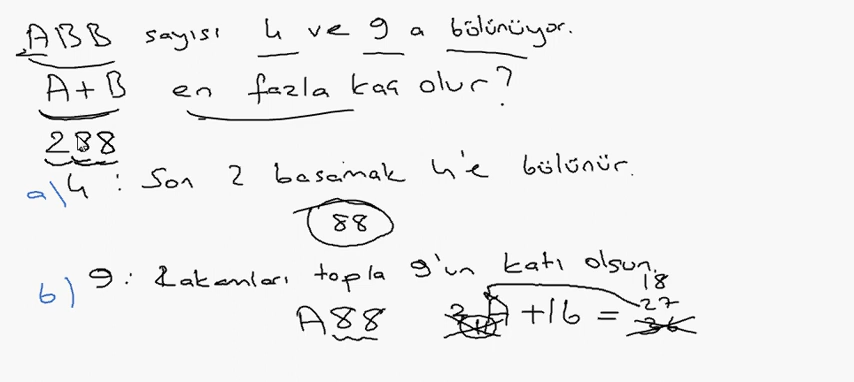 ABB sayısı 4 ve 9 a bölünüyor.
A+B en fazla kaç olur?
288
a) 4 : Son 2 basamak 4'e bölünür.
88
b) 9 : Rakamları topla 9'un katı olsun.
18
27
A88 +16 = 36